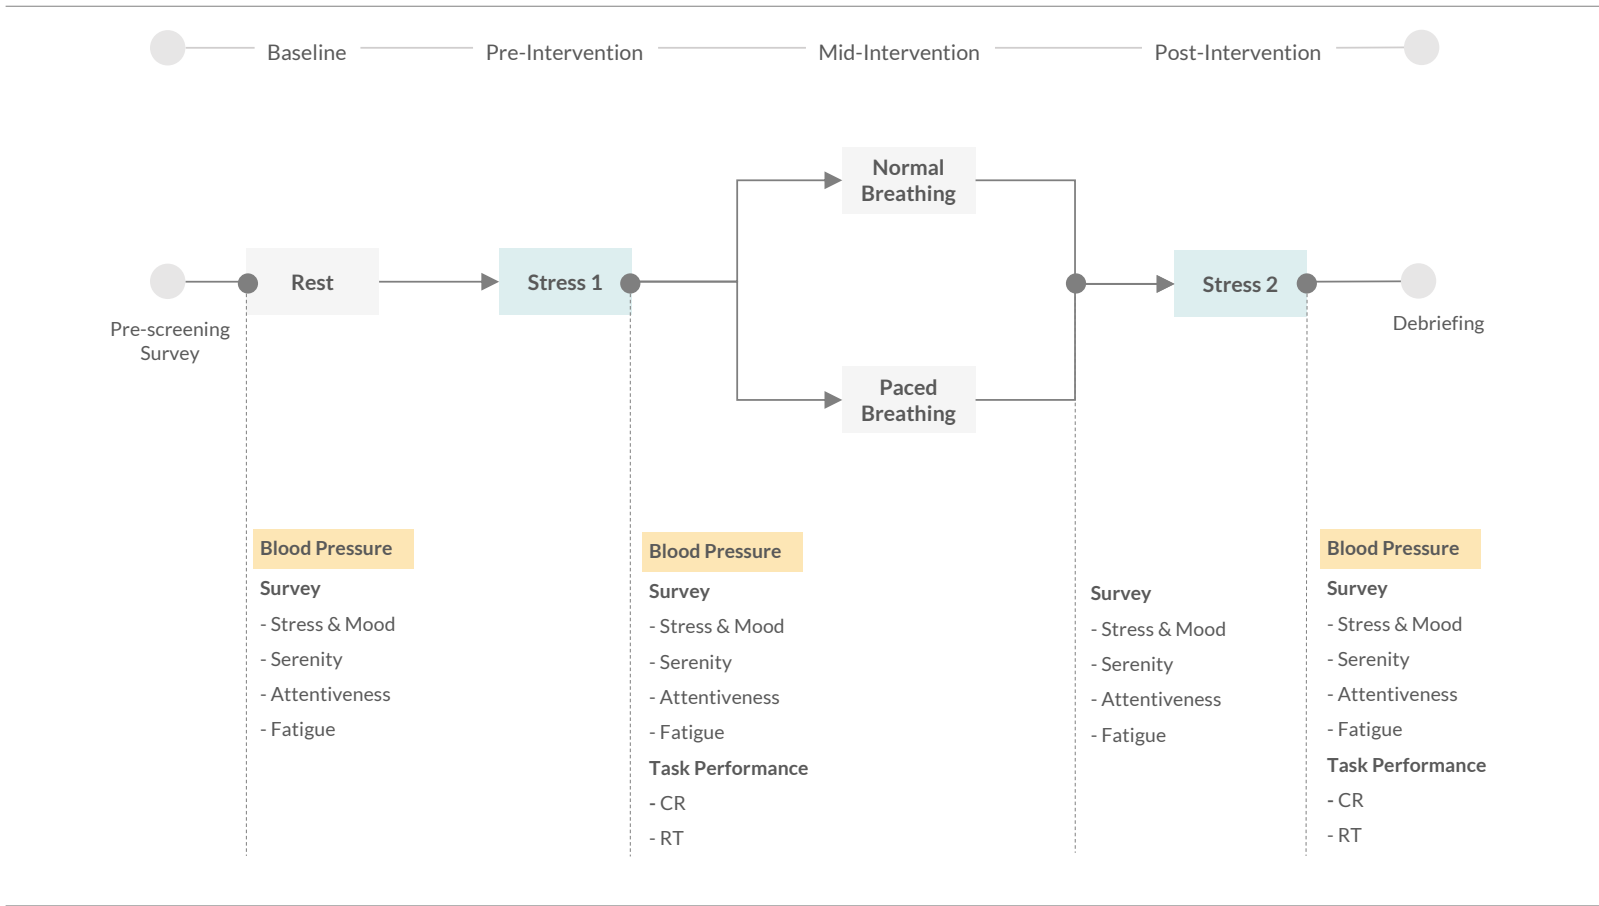 Baseline
Pre-Intervention
Mid-Intervention
Post-Intervention
Normal
Breathing
Rest
Stress 1
Stress 2
Pre-screening
Survey
Debriefing
Paced
Breathing
Blood Pressure
Survey
- Stress & Mood
- Serenity
- Attentiveness
- Fatigue
Blood Pressure
Survey
- Stress & Mood
- Serenity
- Attentiveness
- Fatigue
Task Performance
- CR
- RT
Survey
- Stress & Mood
- Serenity
- Attentiveness
- Fatigue
Blood Pressure
Survey
- Stress & Mood
- Serenity
- Attentiveness
- Fatigue
Task Performance
- CR
- RT